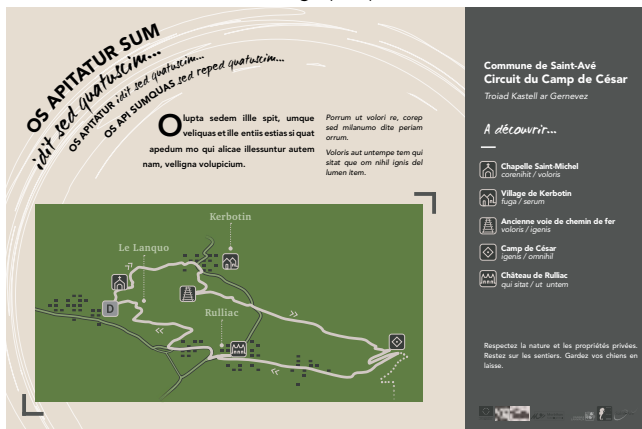 OS APITATUR SUM
idit sed quatuscim...
OS APITATUR idit sed quatuscim...
OS API SUMQUAS sed reped quatuscim...
Olupta sedem illle spit, umque
veliquas et ille entiis estias si quat
apedum mo qui alicae illessuntur autem
nam, velligna volupicium.
Porrum ut volori re, corep
sed milanumo dite periam
orrum.
Voloris aut untempe tem qui
sitat que om nihil ignis del
lumen item.
Kerbotin
Le Lanquo
D
Rulliac
Commune de Saint-Avé
Circuit du Camp de César
Troiad Kastell ar Gernevez
A découvrir...
Chapelle Saint-Michel
corenihit / voloris
Village de Kerbotin
fuga / serum
Ancienne voie de chemin de fer
voloris / igenis
Camp de César
igenis / omnihil
Château de Rulliac
qui sitat / ut untem
Respectez la nature et les propriétés privées.
Restez sur les sentiers. Gardez vos chiens en
laisse.